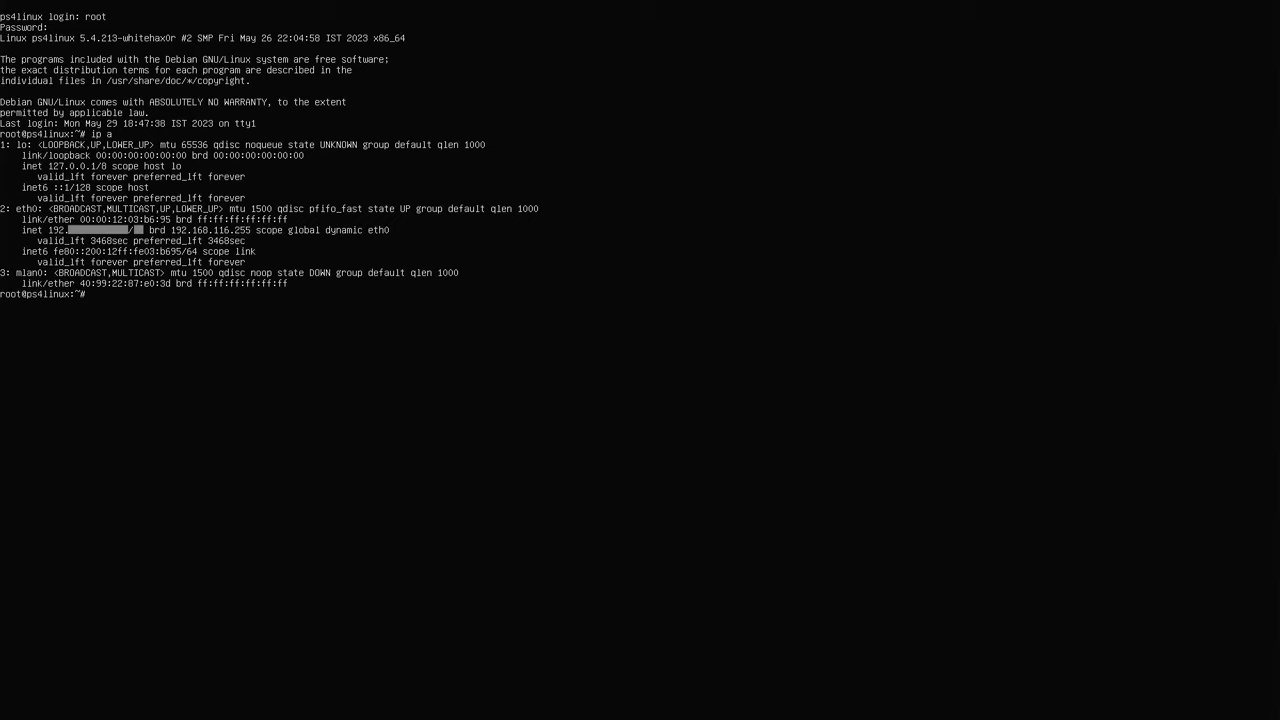 ps4linux login: root
Password:
Linux ps4linux 5.4.213-whitehax0r #2 SMP Fri May 26 22:04:58 IST 2023 x86_64
The programs included with the Debian GNU/Linux system are free software;
the exact distribution terms for each program are described in the
individual files in /usr/share/doc/*/copyright.
Debian GNU/Linux comes with ABSOLUTELY NO WARRANTY, to the extent
permitted by applicable law.
Last login: Mon May 29 18:47:38 IST 2023 on tty1
root@ps4linux:~# ip a
1: lo: <LOOPBACK,UP,LOWER_UP> mtu 65536 qdisc noqueue state UNKNOWN group default qlen 1000
    link/loopback 00:00:00:00:00:00 brd 00:00:00:00:00:00
    inet 127.0.0.1/8 scope host lo
       valid_lft forever preferred_lft forever
    inet6 ::1/128 scope host
       valid_lft forever preferred_lft forever
2: eth0: <BROADCAST,MULTICAST,UP,LOWER_UP> mtu 1500 qdisc pfifo_fast state UP group default qlen 1000
    link/ether 00:00:12:03:b6:95 brd ff:ff:ff:ff:ff:ff
    inet 192. / brd 192.168.116.255 scope global dynamic eth0
       valid_lft 3468sec preferred_lft 3468sec
    inet6 fe80::200:12ff:fe03:b695/64 scope link
       valid_lft forever preferred_lft forever
3: mlan0: <BROADCAST,MULTICAST> mtu 1500 qdisc noop state DOWN group default qlen 1000
    link/ether 40:99:22:87:e0:3d brd ff:ff:ff:ff:ff:ff
root@ps4linux:~#